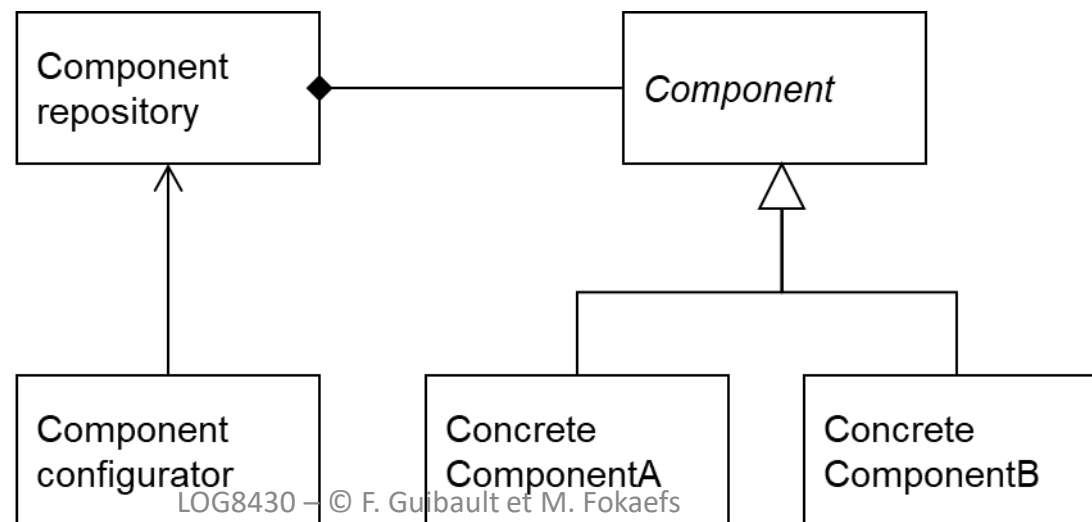 Component
repository
Component
Component
configurator
Concrete
ComponentA
Concrete
ComponentB
LOG8430 – © F. Guibault et M. Fokaefs